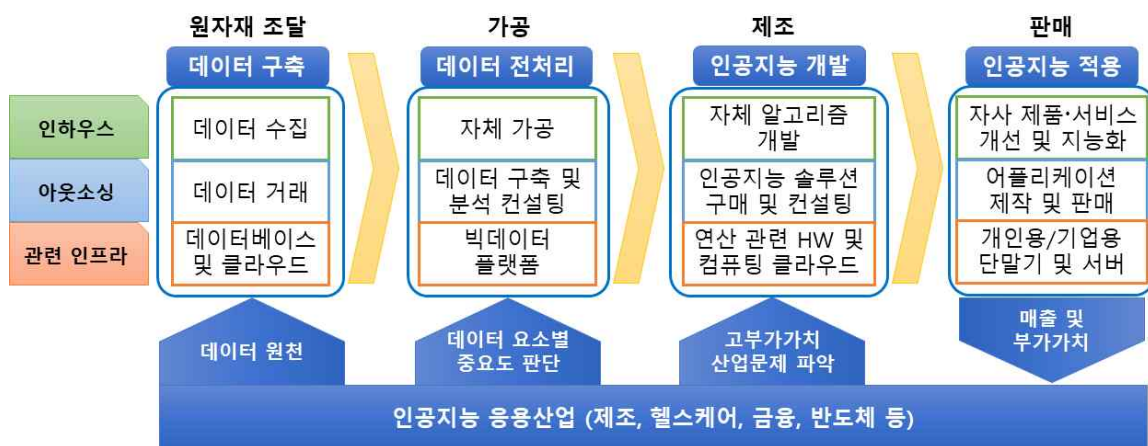 원자재 조달
가공
제조
판매
데이터 구축
데이터 전처리
인공지능 개발
인공지능 적용
인하우스
데이터 수집
자체 가공
자체 알고리즘
개발
자사 제품·서비스
개선 및 지능화
아웃소싱
데이터 거래
데이터 구축 및
분석 컨설팅
인공지능 솔루션
구매 및 컨설팅
어플리케이션
제작 및 판매
관련 인프라
데이터베이스
및 클라우드
빅데이터
플랫폼
연산 관련 HW 및
컴퓨팅 클라우드
개인용/기업용
단말기 및 서버
데이터 원천
데이터 요소별
중요도 판단
고부가가치
산업문제 파악
매출 및
부가가치
인공지능 응용산업 (제조, 헬스케어, 금융, 반도체 등)